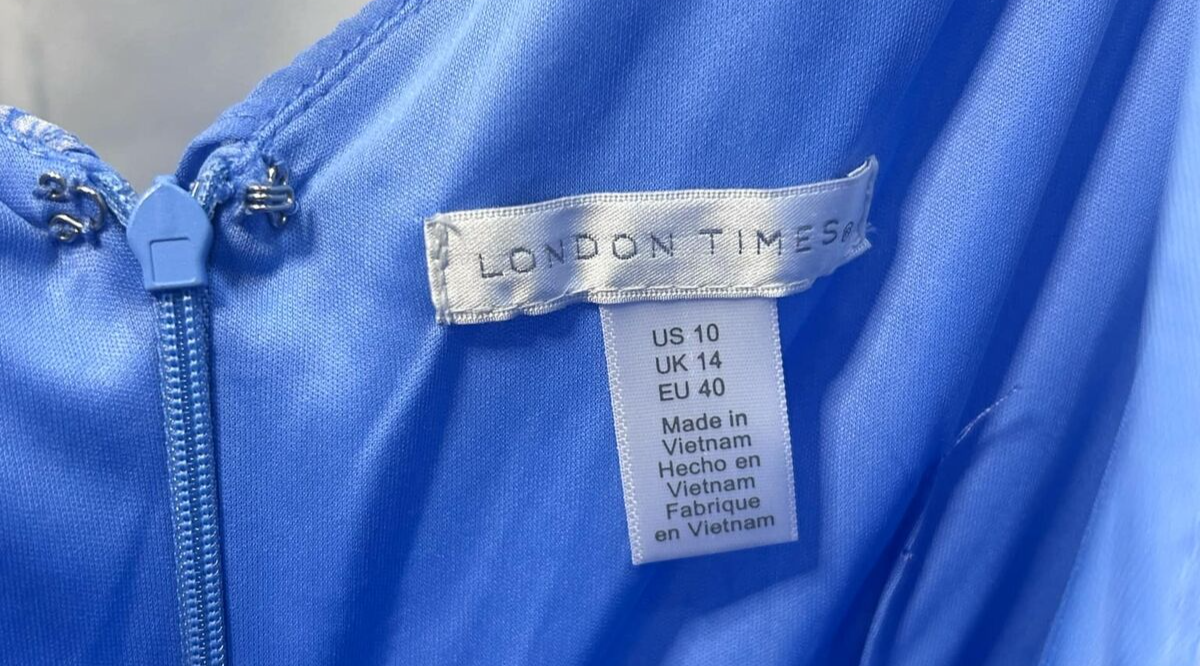 LONDON TIMES®
US 10
UK 14
EU 40
Made in
Vietnam
Hecho en
Vietnam
Fabrique
en Vietnam